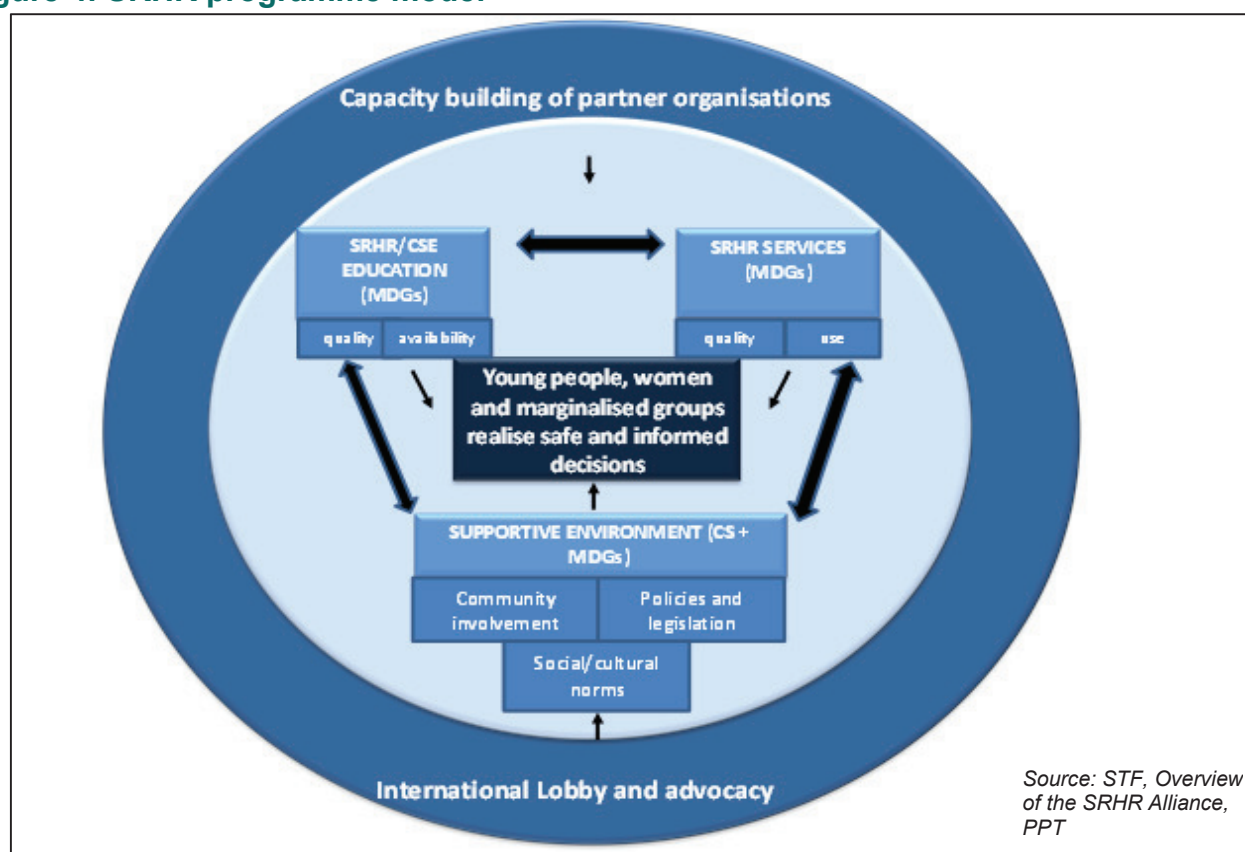 Capacity building of partner organisations
SRHR/CSE
EDUCATION
(MDGs)
quality
availability
SRHR SERVICES
(MDGs)
quality
use
Young people, women
and marginalised groups
realise safe and informed
decisions
SUPPORTIVE ENVIRONMENT (CS +
MDGs)
Community
involvement
Policies and
legislation
Social/cultural
norms
International Lobby and advocacy
Source: STF, Overview
of the SRHR Alliance,
PPT